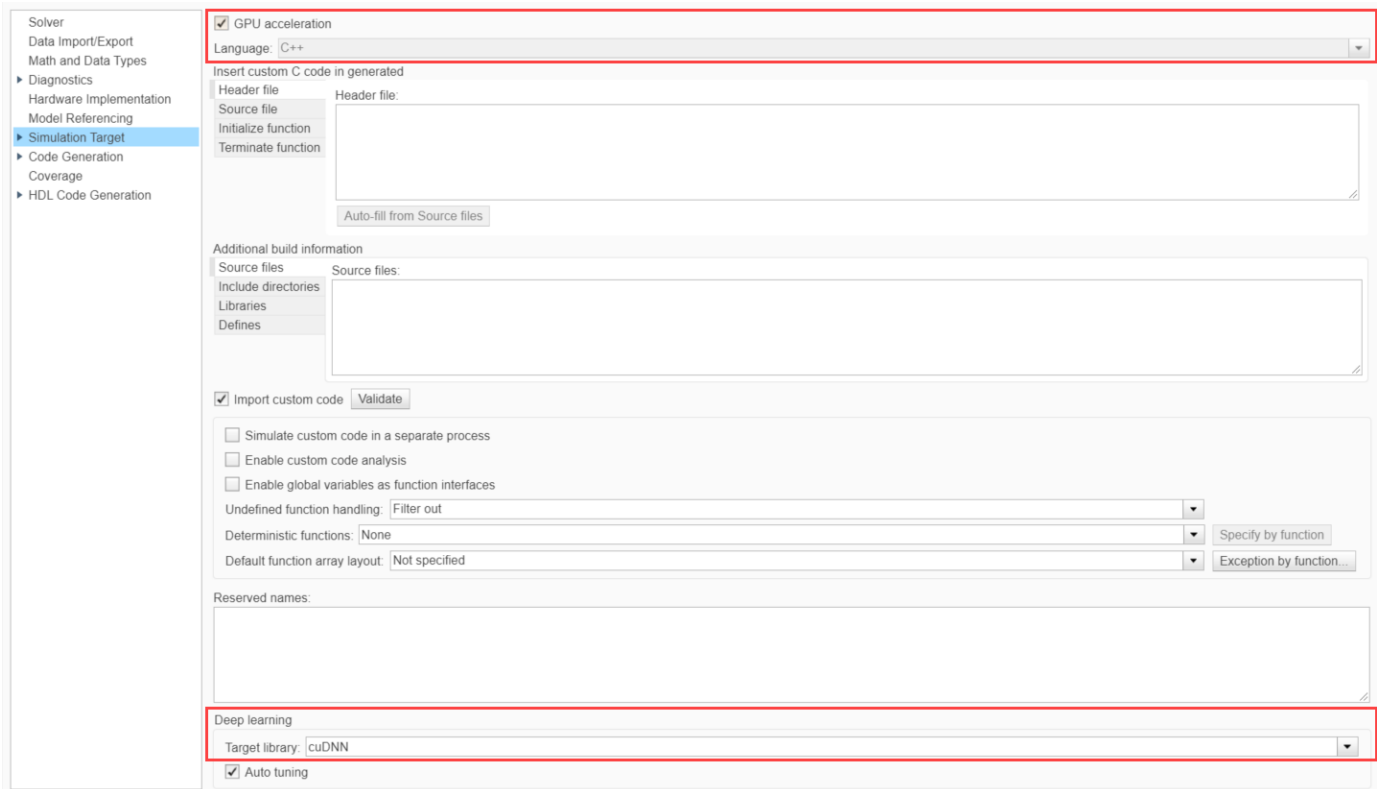 Solver
Data Import/Export
Math and Data Types
Diagnostics
Hardware Implementation
Model Referencing
Simulation Target
Code Generation
Coverage
HDL Code Generation
GPU acceleration
Language: C++
Insert custom C code in generated
Header file
Source file
Initialize function
Terminate function
Header file:
Auto-fill from Source files
Additional build information
Source files
Include directories
Libraries
Defines
Source files:
Import custom code Validate
Simulate custom code in a separate process
Enable custom code analysis
Enable global variables as function interfaces
Undefined function handling: Filter out
Deterministic functions: None Specify by function
Default function array layout: Not specified Exception by function...
Reserved names:
Deep learning
Target library: cuDNN
Auto tuning